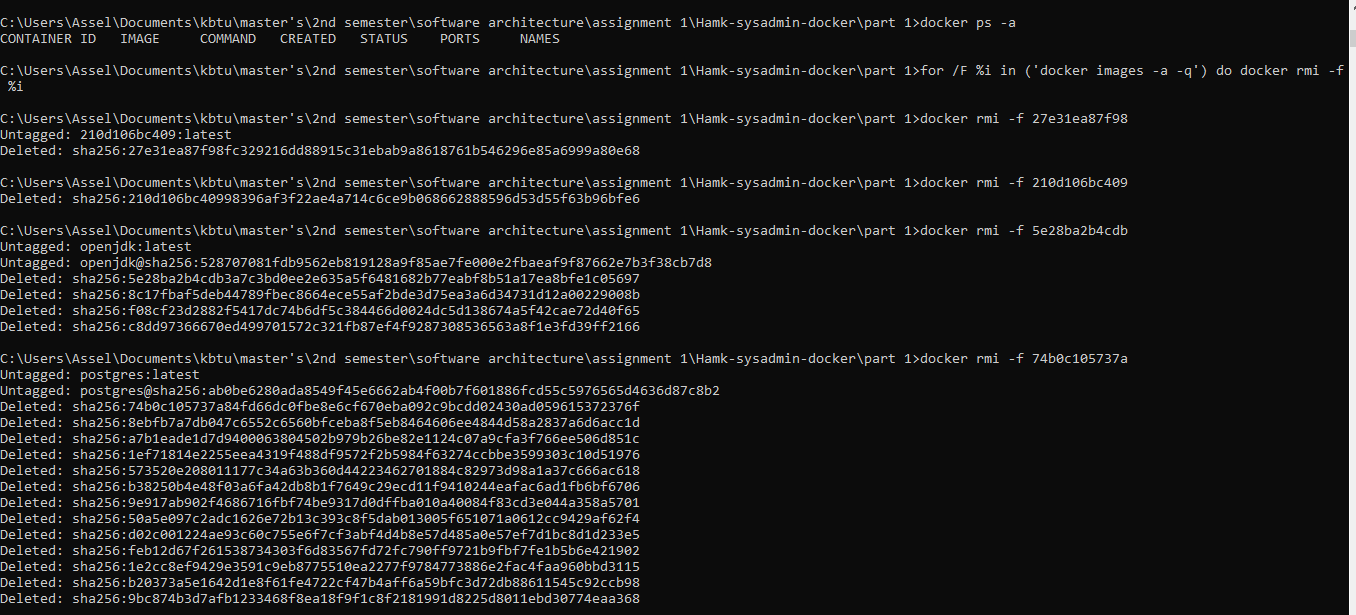 C:\Users\Assel\Documents\kbtu\master's\2nd semester\software architecture\assignment 1\Hamk-sysadmin-docker\part 1>docker ps -a
CONTAINER ID   IMAGE     COMMAND   CREATED   STATUS    PORTS     NAMES
C:\Users\Assel\Documents\kbtu\master's\2nd semester\software architecture\assignment 1\Hamk-sysadmin-docker\part 1>for /F %i in ('docker images -a -q') do docker rmi -f
%i
C:\Users\Assel\Documents\kbtu\master's\2nd semester\software architecture\assignment 1\Hamk-sysadmin-docker\part 1>docker rmi -f 27e31ea87f98
Untagged: 210d106bc409:latest
Deleted: sha256:27e31ea87f98fc329216dd88915c31ebab9a8618761b546296e85a6999a80e68
C:\Users\Assel\Documents\kbtu\master's\2nd semester\software architecture\assignment 1\Hamk-sysadmin-docker\part 1>docker rmi -f 210d106bc409
Deleted: sha256:210d106bc40998396af3f22ae4a714c6ce9b068662888596d53d55f63b96bfe6
C:\Users\Assel\Documents\kbtu\master's\2nd semester\software architecture\assignment 1\Hamk-sysadmin-docker\part 1>docker rmi -f 5e28ba2b4cdb
Untagged: openjdk:latest
Untagged: openjdk@sha256:528707081fdb9562eb819128a9f85ae7fe000e2fbaeaf9f87662e7b3f38cb7d8
Deleted: sha256:5e28ba2b4cdb3a7c3bd0ee2e635a5f6481682b77eabf8b51a17ea8bfe1c05697
Deleted: sha256:8c17fbaf5deb44789fbec8664ece55af2bde3d75ea3a6d34731d12a00229008b
Deleted: sha256:f08cf23d2882f5417dc74b6df5c384466d0024dc5d138674a5f42cae72d40f65
Deleted: sha256:c8dd97366670ed499701572c321fb87ef4f9287308536563a8f1e3fd39ff2166
C:\Users\Assel\Documents\kbtu\master's\2nd semester\software architecture\assignment 1\Hamk-sysadmin-docker\part 1>docker rmi -f 74b0c105737a
Untagged: postgres:latest
Untagged: postgres@sha256:ab0be6280ada8549f45e6662ab4f00b7f601886fcd55c5976565d4636d87c8b2
Deleted: sha256:74b0c105737a84fd66dc0fbe8e6cf670eba092c9bcdd02430ad059615372376f
Deleted: sha256:8ebfb7a7db047c6552c6560bfceba8f5eb8464606ee4844d58a2837a6d6acc1d
Deleted: sha256:a7b1eade1d7d9400063804502b979b26be82e1124c07a9cfa3f766ee506d851c
Deleted: sha256:1ef71814e2255eea4319f488df9572f2b5984f63274ccbbe3599303c10d51976
Deleted: sha256:573520e208011177c34a63b360d44223462701884c82973d98a1a37c666ac618
Deleted: sha256:b38250b4e48f03a6fa42db8b1f7649c29ecd11f9410244eafac6ad1fb6bf6706
Deleted: sha256:9e917ab902f4686716fbf74be9317d0dffba010a40084f83cd3e044a358a5701
Deleted: sha256:50a5e097c2adc1626e72b13c393c8f5dab013005f651071a0612cc9429af62f4
Deleted: sha256:d02c001224ae93c60c755e6f7cf3abf4d4b8e57d485a0e57ef7d1bc8d1d233e5
Deleted: sha256:feb12d67f261538734303f6d83567fd72fc790ff9721b9fbf7fe1b5b6e421902
Deleted: sha256:1e2cc8ef9429e3591c9eb8775510ea2277f9784773886e2fac4faa960bbd3115
Deleted: sha256:b20373a5e1642d1e8f61fe4722cf47b4aff6a59bfc3d72db88611545c92ccb98
Deleted: sha256:9bc874b3d7afb1233468f8ea18f9f1c8f2181991d8225d8011ebd30774eaa368